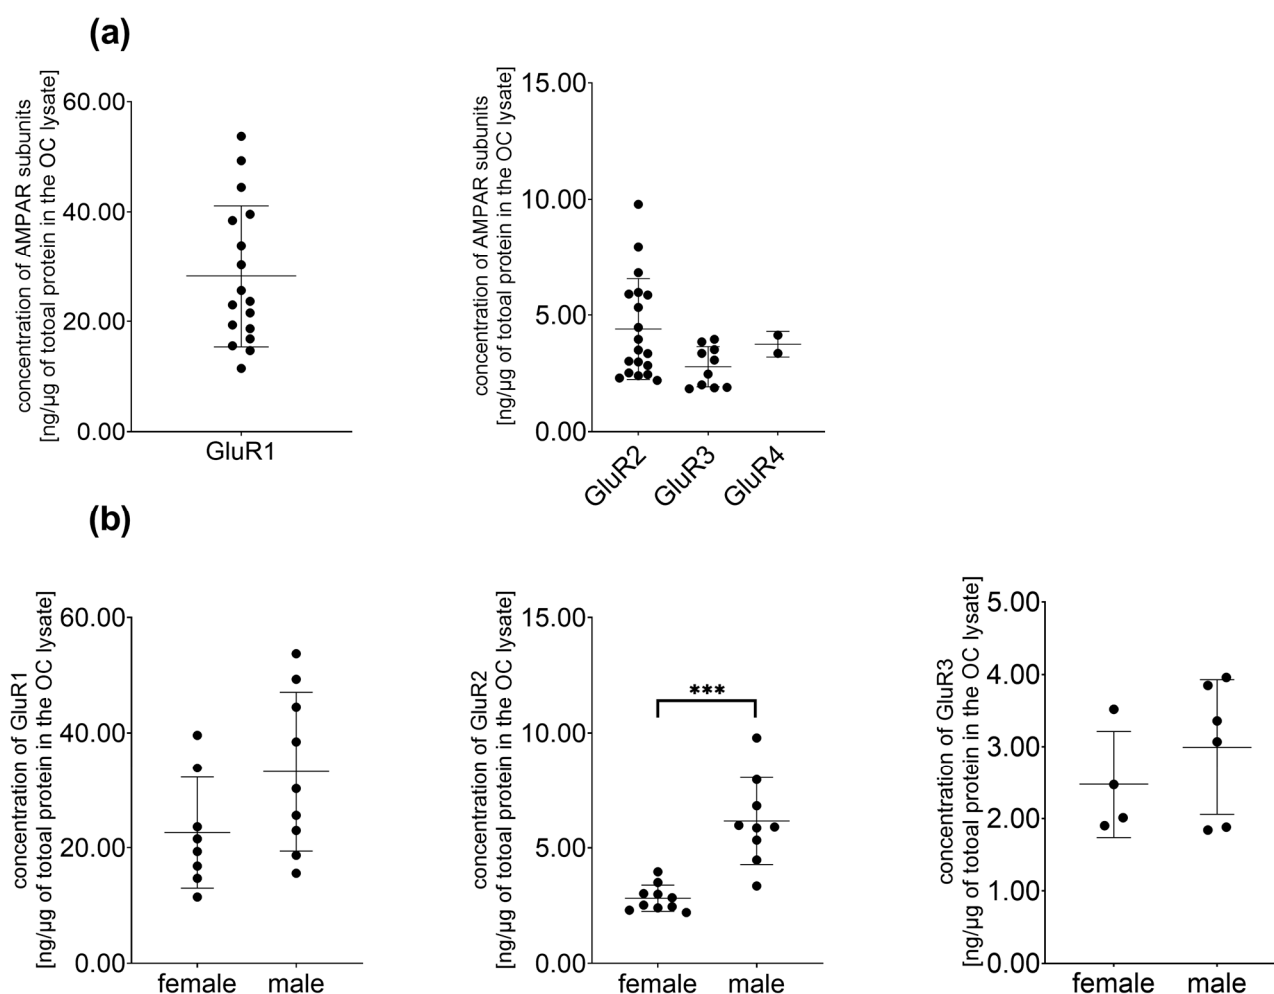 (a)
concentration of AMPAR subunits
[ng/µg of totoal protein in the OC lysate]
60.00
40.00
20.00
0.00
GluR1
concentration of AMPAR subunits
[ng/µg of totoal protein in the OC lysate]
15.00
10.00
5.00
0.00
GluR2
GluR3
GluR4
(b)
concentration of GluR1
[ng/µg of totoal protein in the OC lysate]
60.00
40.00
20.00
0.00
female male
concentration of GluR2
[ng/µg of totoal protein in the OC lysate]
15.00
10.00
5.00
0.00
***
female male
concentration of GluR3
[ng/µg of totoal protein in the OC lysate]
5.00
4.00
3.00
2.00
1.00
0.00
female male